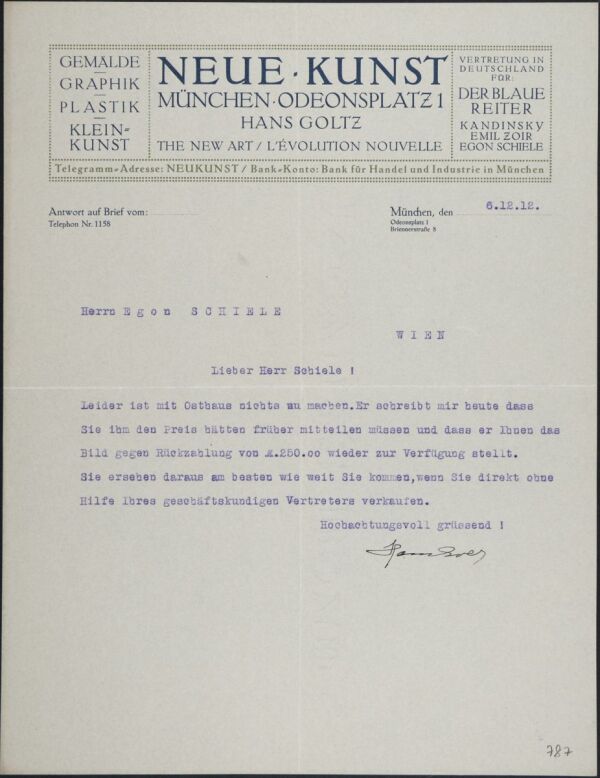 GEMÄLDE
GRAPHIK
PLASTIK
KLEIN-
KUNST
NEUE · KUNST
MÜNCHEN · ODEONSPLATZ 1
HANS GOLTZ
THE NEW ART / L'ÉVOLUTION NOUVELLE
VERTRETUNG IN
DEUTSCHLAND
FÜR:
DER BLAUE
REITER
KANDINSKY
EMIL ZOIR
EGON SCHIELE
Telegramm-Adresse: NEUKUNST / Bank-Konto: Bank für Handel und Industrie in München
Antwort auf Brief vom:
Telephon Nr. 1158
München, den 6.12.12.
Odeonsplatz 1
Briennerstraße 8
Herrn Egon SCHIELE
WIEN
Lieber Herr Schiele !
Leider ist mit Osthaus nichts zu machen.Er schreibt mir heute dass
Sie ihm den Preis hätten früher mitteilen müssen und dass er Ihnen das
Bild gegen Rückzahlung von M.250.00 wieder zur Verfügung stellt.
Sie ersehen daraus am besten wie weit Sie kommen,wenn Sie direkt ohne
Hilfe Ihres geschäftskundigen Vertreters verkaufen.
Hochachtungsvoll grüssend !
Hans Goltz
787